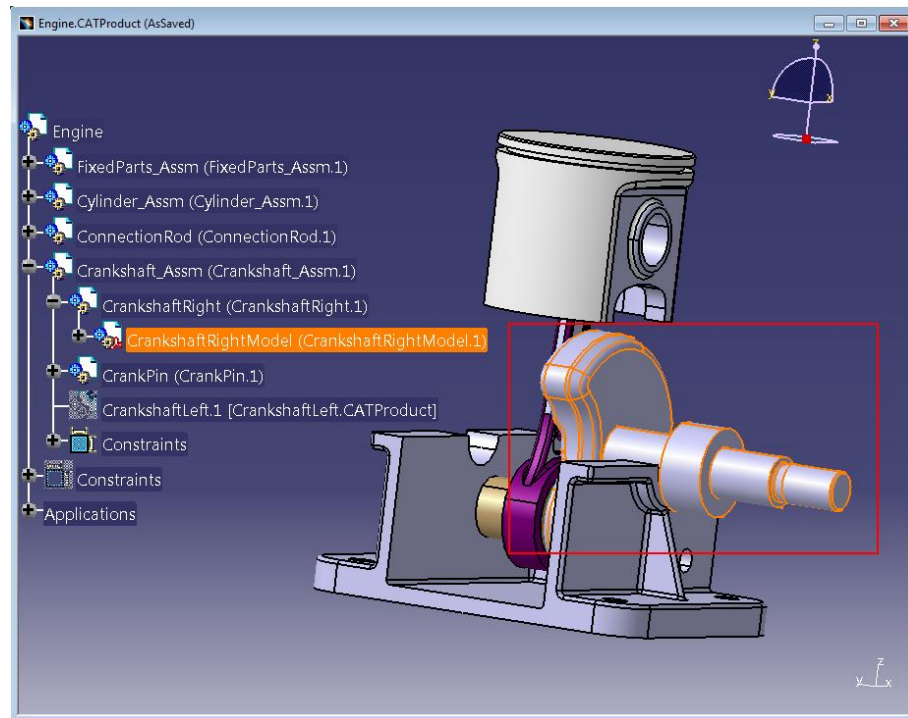 Engine.CATProduct (AsSaved)
Engine
FixedParts_Assm (FixedParts_Assm.1)
Cylinder_Assm (Cylinder_Assm.1)
ConnectionRod (ConnectionRod.1)
Crankshaft_Assm (Crankshaft_Assm.1)
CrankshaftRight (CrankshaftRight.1)
CrankshaftRightModel (CrankshaftRightModel.1)
CrankPin (CrankPin.1)
CrankshaftLeft.1 [CrankshaftLeft.CATProduct]
Constraints
Constraints
Applications
z
y
x
z
y
x